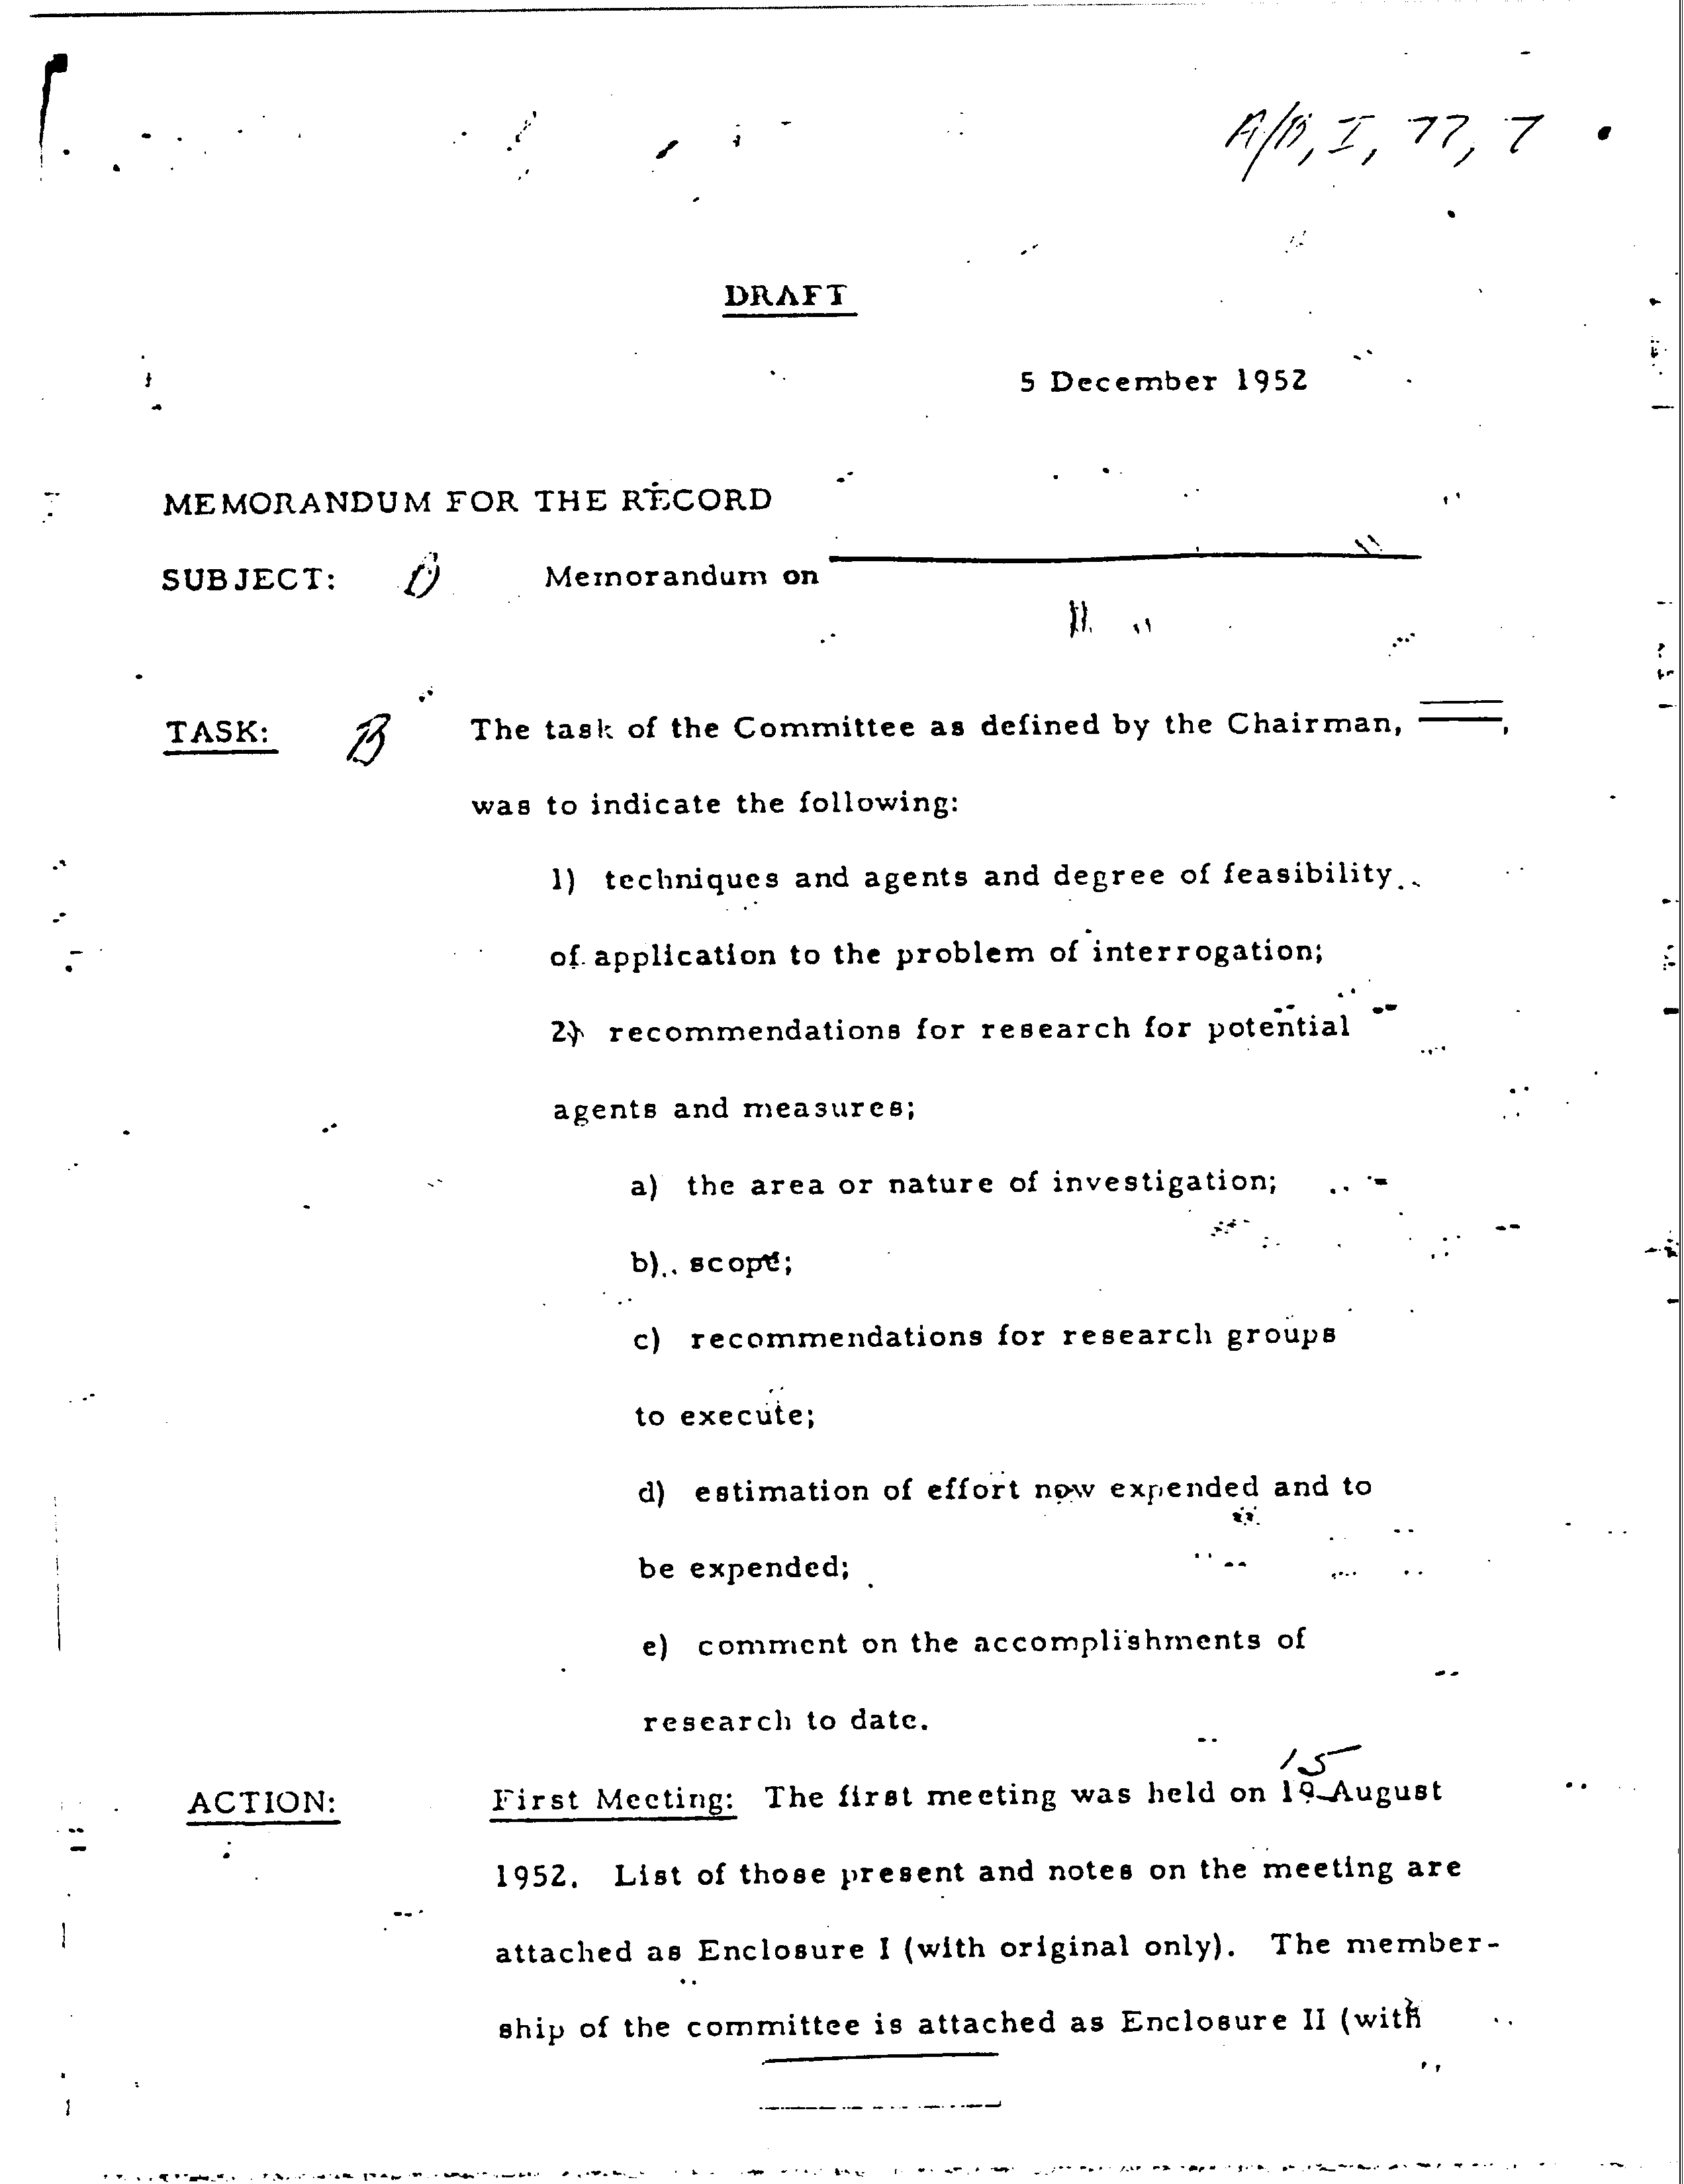 A/B, I, 77, 7
DRAFT
5 December 1952
MEMORANDUM FOR THE RECORD
SUBJECT: Memorandum on
TASK: B The task of the Committee as defined by the Chairman, ,
was to indicate the following:
1) techniques and agents and degree of feasibility
of application to the problem of interrogation;
2) recommendations for research for potential
agents and measures;
a) the area or nature of investigation;
b) scope;
c) recommendations for research groups
to execute;
d) estimation of effort now expended and to
be expended;
e) comment on the accomplishments of
research to date.
15
ACTION: First Meeting: The first meeting was held on 19 August
1952. List of those present and notes on the meeting are
attached as Enclosure I (with original only). The member-
ship of the committee is attached as Enclosure II (with